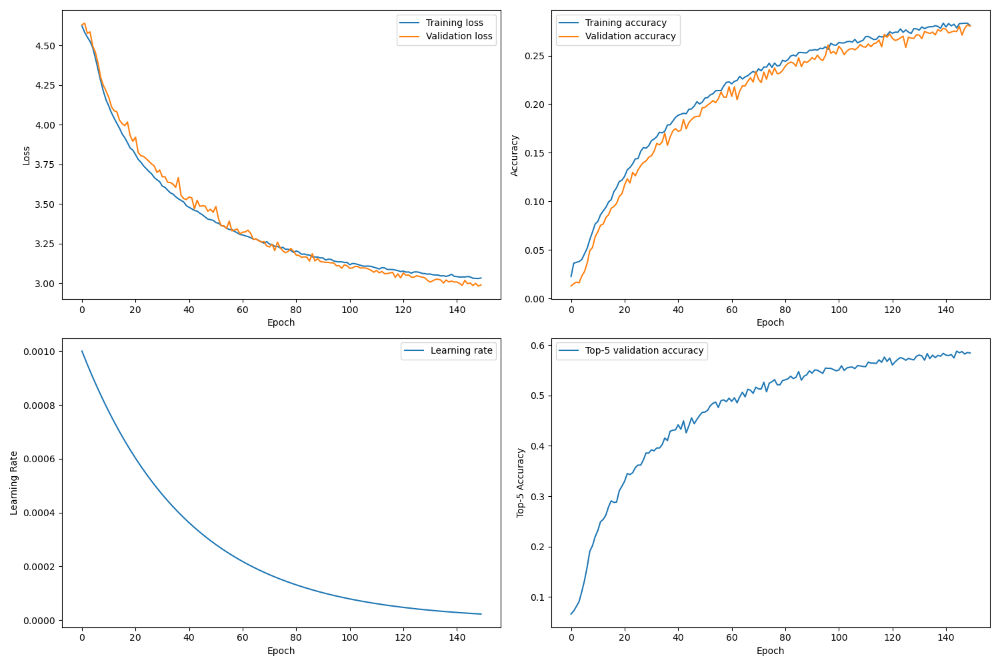 Training loss
Validation loss
4.50
4.25
4.00
3.75
3.50
3.25
3.00
Loss
0 20 40 60 80 100 120 140
Epoch
Training accuracy
Validation accuracy
0.25
0.20
0.15
0.10
0.05
0.00
Accuracy
0 20 40 60 80 100 120 140
Epoch
Learning rate
0.0010
0.0008
0.0006
0.0004
0.0002
0.0000
Learning Rate
0 20 40 60 80 100 120 140
Epoch
Top-5 validation accuracy
0.6
0.5
0.4
0.3
0.2
0.1
Top-5 Accuracy
0 20 40 60 80 100 120 140
Epoch